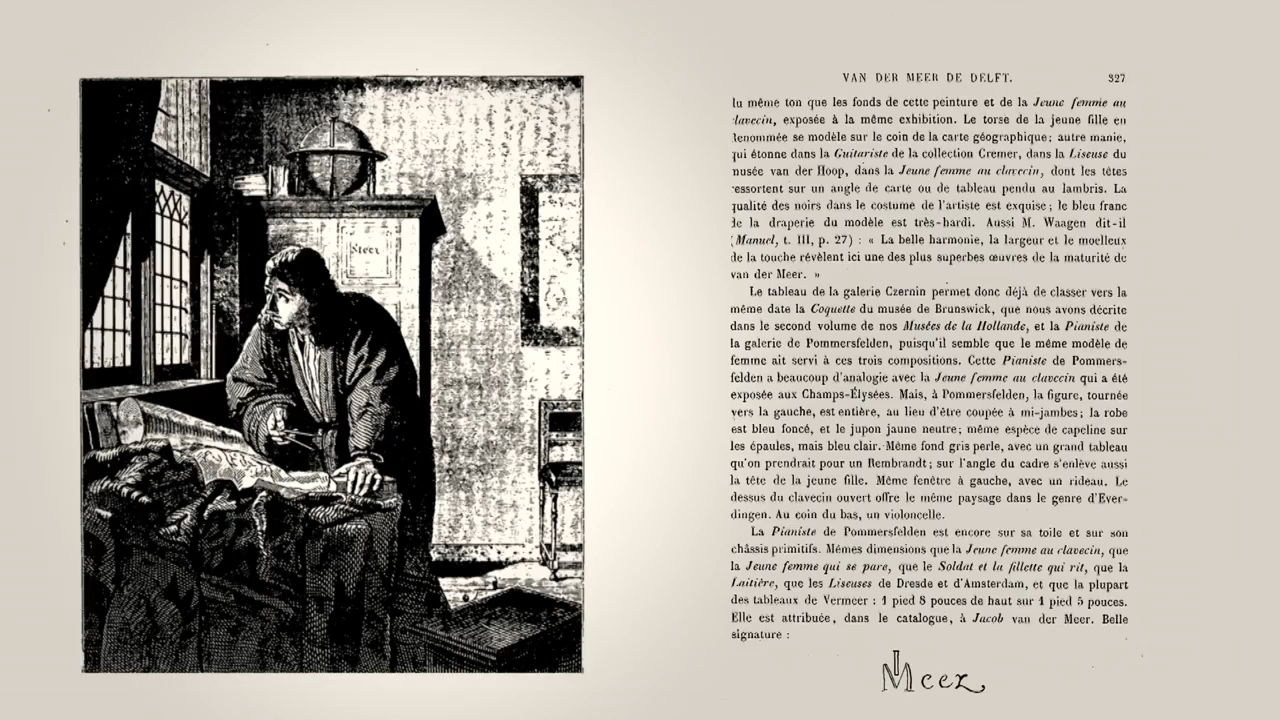 Meer
VAN DER MEER DE DELFT. 327
lu même ton que les fonds de cette peinture et de la Jeune femme au
lavecin, exposée à la même exhibition. Le torse de la jeune fille en
Renommée se modèle sur le coin de la carte géographique; autre manie,
qui étonne dans la Guitariste de la collection Cremer, dans la Liseuse du
musée van der Hoop, dans la Jeune femme au clavecin, dont les têtes
ressortent sur un angle de carte ou de tableau pendu au lambris. La
qualité des noirs dans le costume de l'artiste est exquise; le bleu franc
de la draperie du modèle est très-hardi. Aussi M. Waagen dit-il
(Manuel, t. III, p. 27) : « La belle harmonie, la largeur et le moelleux
de la touche révèlent ici une des plus superbes œuvres de la maturité de
van der Meer. »
Le tableau de la galerie Czernin permet donc déjà de classer vers la
même date la Coquette du musée de Brunswick, que nous avons décrite
dans le second volume de nos Musées de la Hollande, et la Pianiste de
la galerie de Pommersfelden, puisqu'il semble que le même modèle de
femme ait servi à ces trois compositions. Cette Pianiste de Pommers-
felden a beaucoup d'analogie avec la Jeune femme au clavecin qui a été
exposée aux Champs-Élysées. Mais, à Pommersfelden, la figure, tournée
vers la gauche, est entière, au lieu d'être coupée à mi-jambes; la robe
est bleu foncé, et le jupon jaune neutre; même espèce de capeline sur
les épaules, mais bleu clair. Même fond gris perle, avec un grand tableau
qu'on prendrait pour un Rembrandt; sur l'angle du cadre s'enlève aussi
la tête de la jeune fille. Même fenêtre à gauche, avec un rideau. Le
dessus du clavecin ouvert offre le même paysage dans le genre d'Ever-
dingen. Au coin du bas, un violoncelle.
La Pianiste de Pommersfelden est encore sur sa toile et sur son
châssis primitifs. Mêmes dimensions que la Jeune femme au clavecin, que
la Jeune femme qui se pare, que le Soldat et la fillette qui rit, que la
Laitière, que les Liseuses de Dresde et d'Amsterdam, et que la plupart
des tableaux de Vermeer : 1 pied 8 pouces de haut sur 1 pied 5 pouces.
Elle est attribuée, dans le catalogue, à Jacob van der Meer. Belle
signature :
Meer